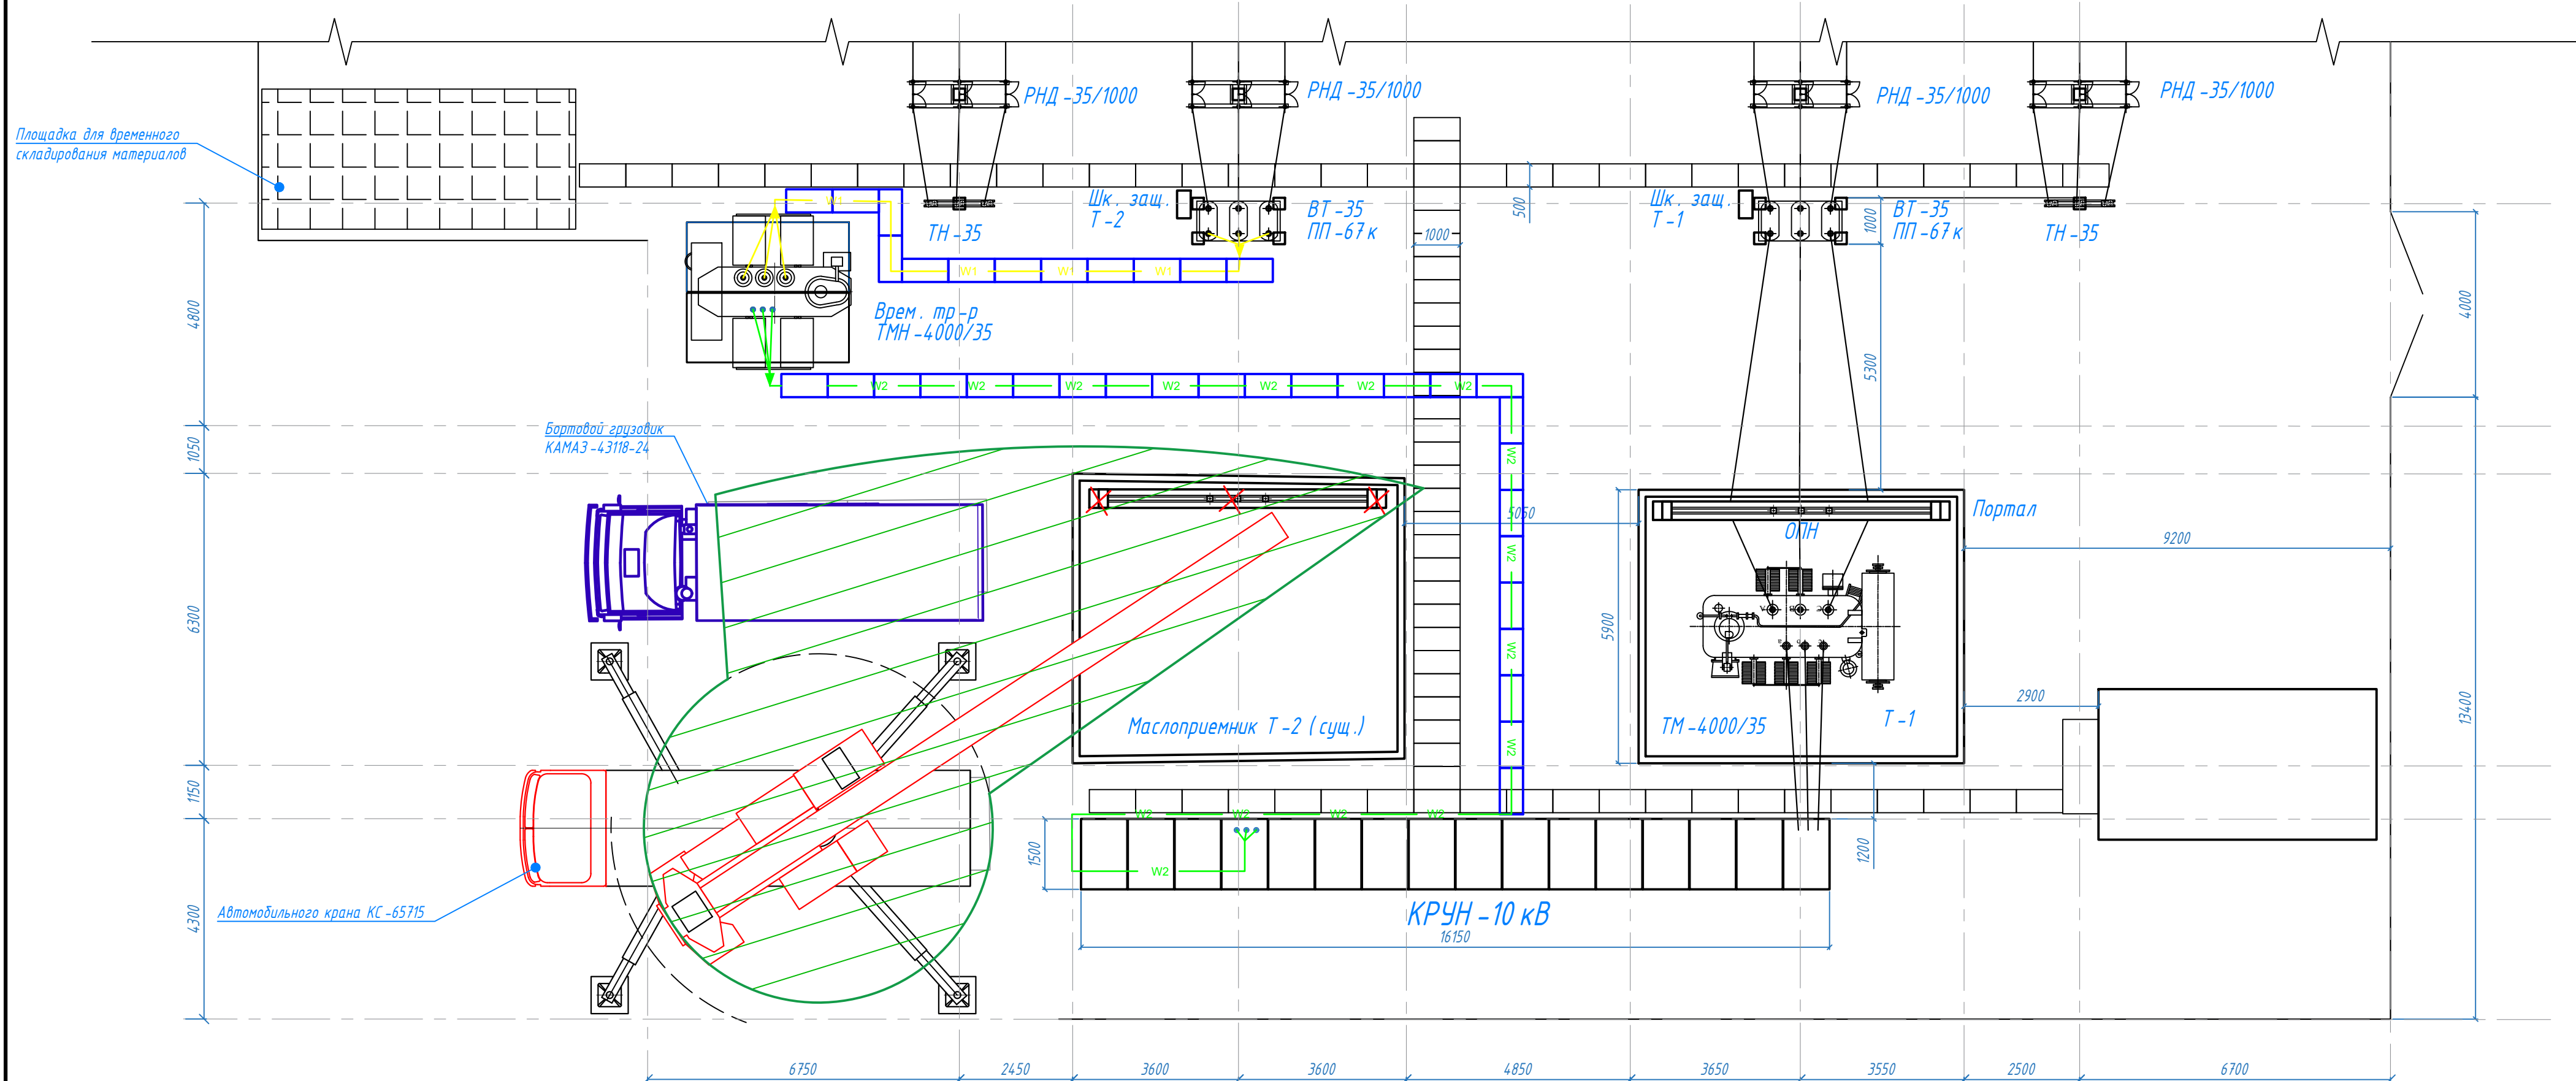 РНД-35/1000
РНД-35/1000
РНД-35/1000
РНД-35/1000
Площадка для временного
складирования материалов
Шк. защ.
Т-2
ВТ-35
ПП-67к
Шк. защ.
Т-1
ВТ-35
ПП-67к
ТН-35
ТН-35
500
1000
1000
W1
W1
W1
W1
Врем. тр-р
ТМН-4000/35
4800
5300
4000
W2
W2
W2
W2
W2
W2
W2
Бортовой грузовик
КАМАЗ-43118-24
1050
W2
W2
W2
W2
5050
Портал
ОПН
9200
6300
5900
A
B
C
a
b
c
2900
Маслоприемник Т-2 (сущ.)
ТМ-4000/35
Т-1
13400
1150
W2
W2
W2
W2
1500
W2
1200
4300
Автомобильного крана КС-65715
КРУН-10 кВ
16150
6750
2450
3600
3600
4850
3650
3550
2500
6700